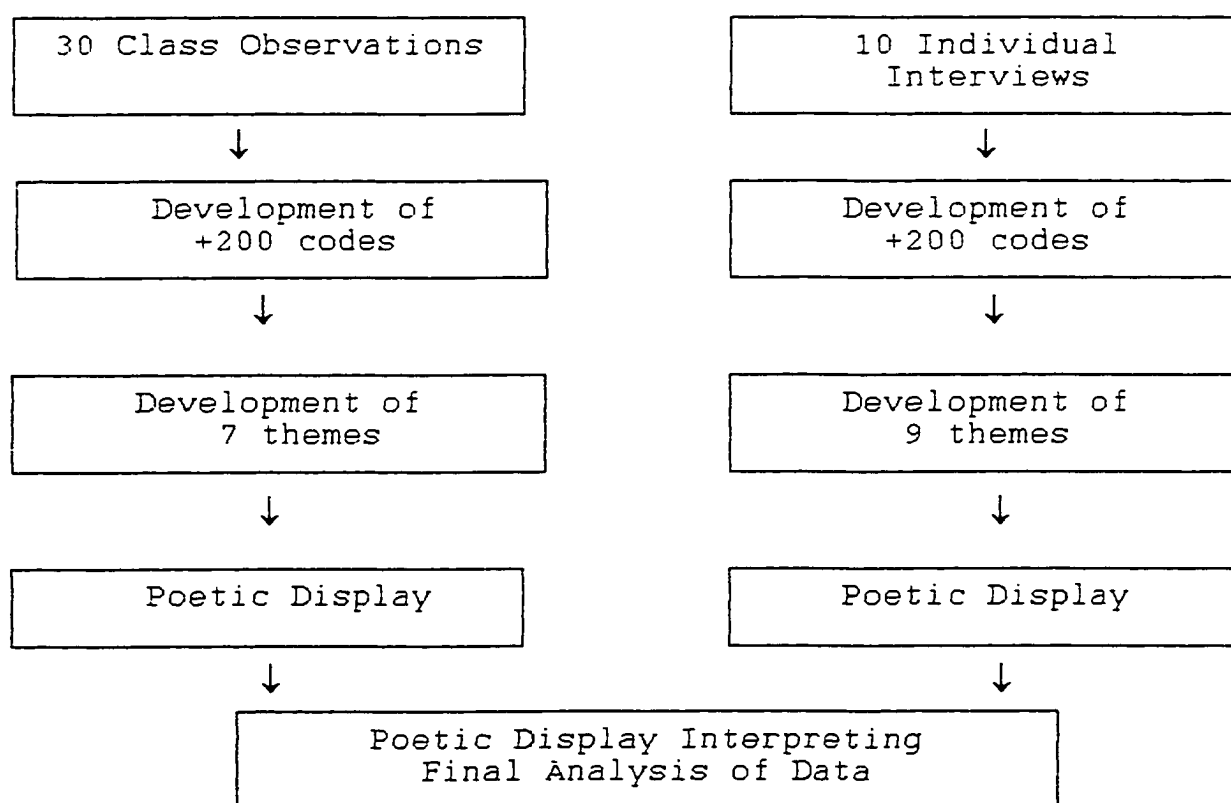 30 Class Observations
10 Individual
Interviews
Development of
+200 codes
Development of
+200 codes
Development of
7 themes
Development of
9 themes
Poetic Display
Poetic Display
Poetic Display Interpreting
Final Analysis of Data